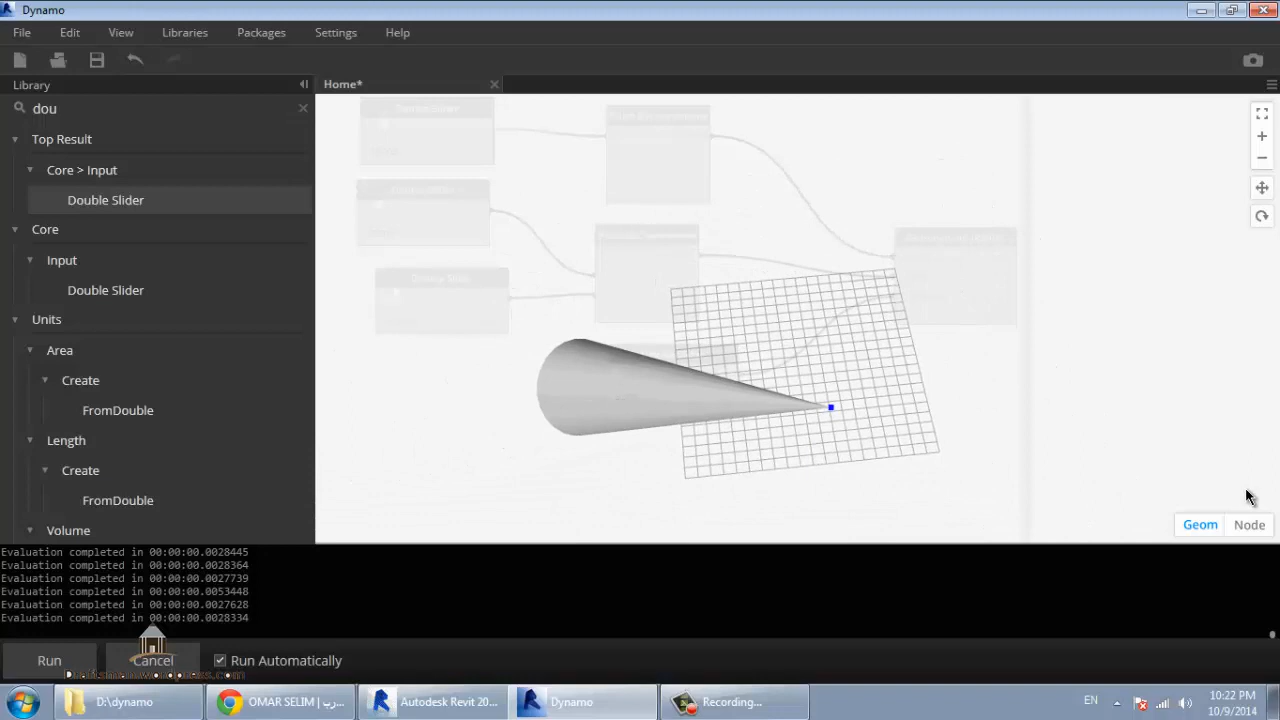 Dynamo
File Edit View Libraries Packages Settings Help
Library
Home*
dou
Top Result
Core > Input
Double Slider
Core
Input
Double Slider
Units
Area
Create
FromDouble
Length
Create
FromDouble
Volume
Geom Node
Evaluation completed in 00:00:00.0028445
Evaluation completed in 00:00:00.0028364
Evaluation completed in 00:00:00.0027739
Evaluation completed in 00:00:00.0053448
Evaluation completed in 00:00:00.0027628
Evaluation completed in 00:00:00.0028334
Run Cancel Run Automatically
D:\dynamo
OMAR SELIM |
Autodesk Revit 20...
Dynamo
Recording...
EN
10:22 PM
10/9/2014